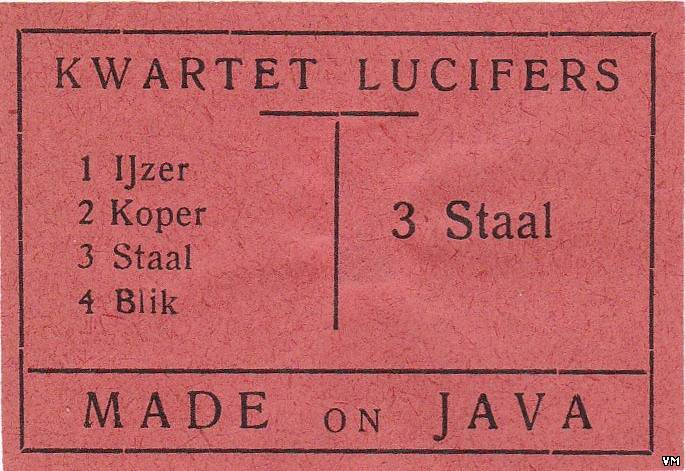 KWARTET LUCIFERS
1 IJzer
2 Koper
3 Staal
4 Blik
3 Staal
MADE ON JAVA
VM